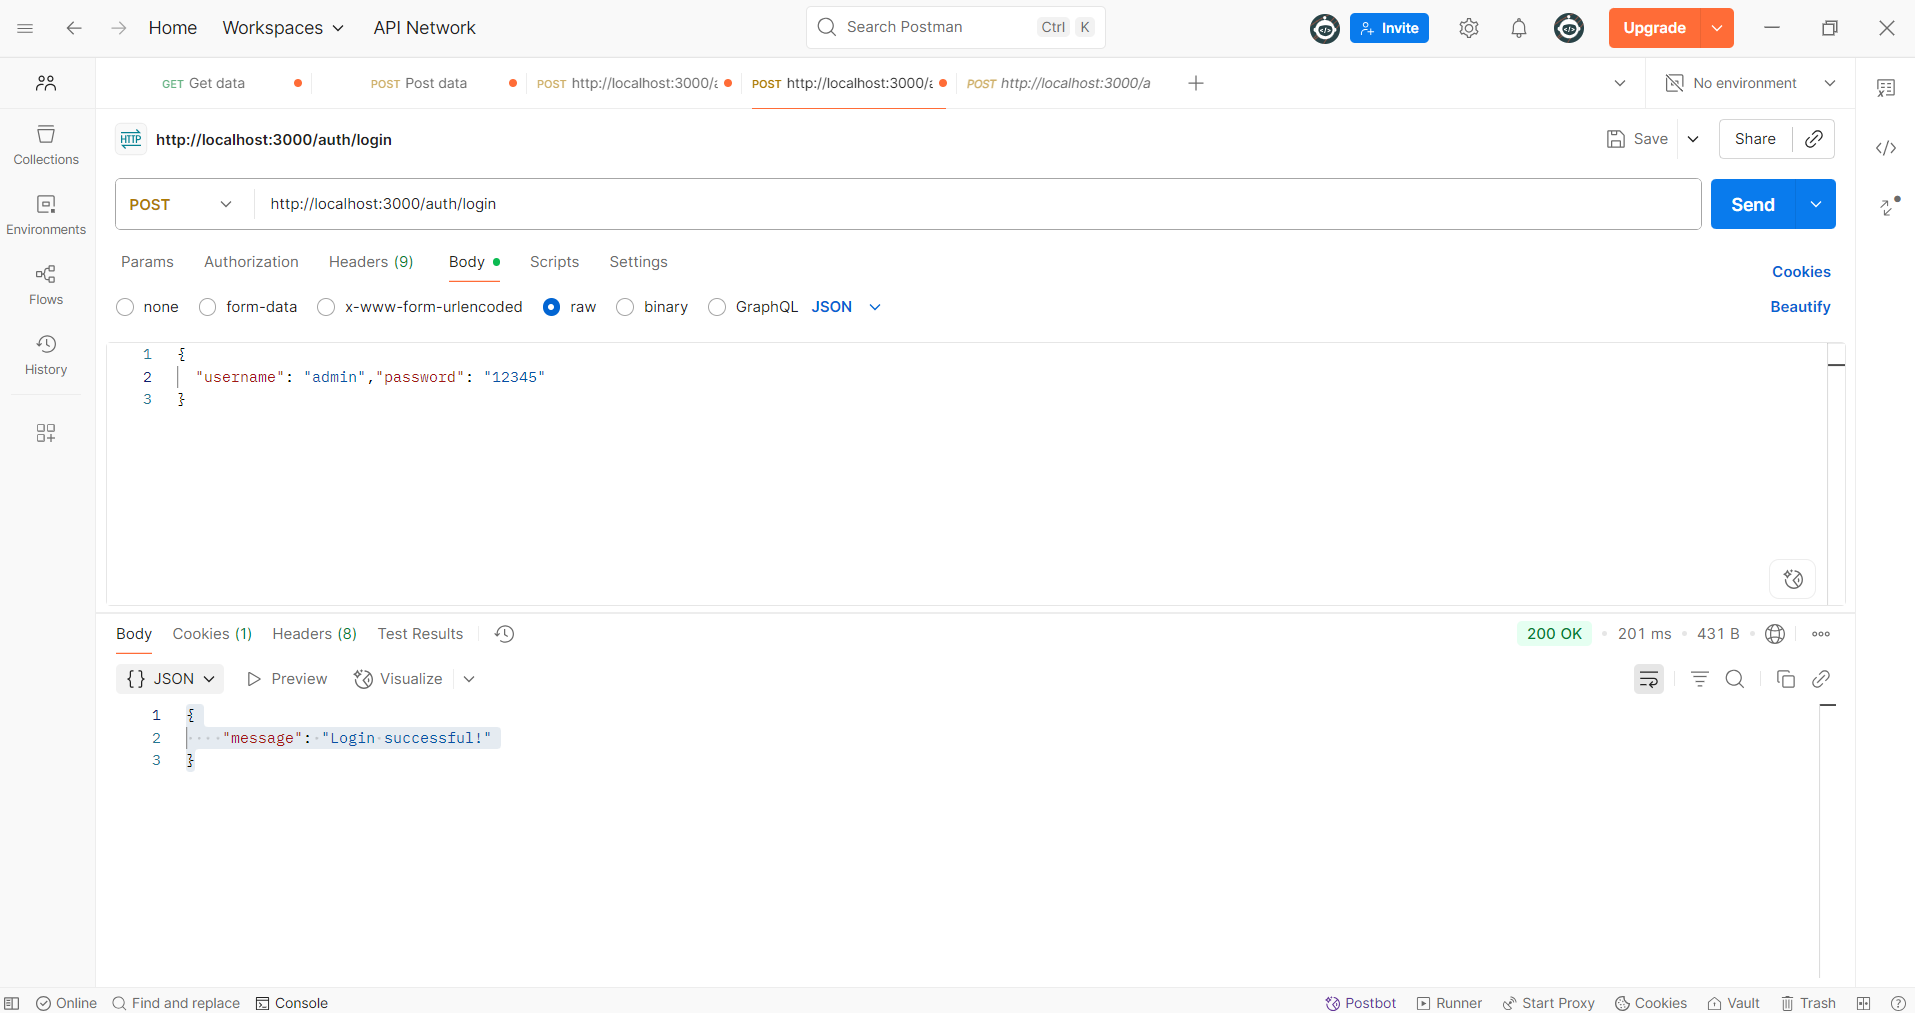 Home Workspaces API Network Search Postman Ctrl K Invite Upgrade
GET Get data POST Post data POST http://localhost:3000/a POST http://localhost:3000/a POST http://localhost:3000/a No environment
HTTP http://localhost:3000/auth/login Save Share
Collections
POST http://localhost:3000/auth/login Send
Environments
Params Authorization Headers (9) Body Scripts Settings Cookies
Flows
none form-data x-www-form-urlencoded raw binary GraphQL JSON Beautify
History
1 {
2 "username": "admin","password": "12345"
3 }
Body Cookies (1) Headers (8) Test Results 200 OK 201 ms 431 B
{} JSON Preview Visualize
1 {
2 "message": "Login successful!"
3 }
Online Find and replace Console Postbot Runner Start Proxy Cookies Vault Trash